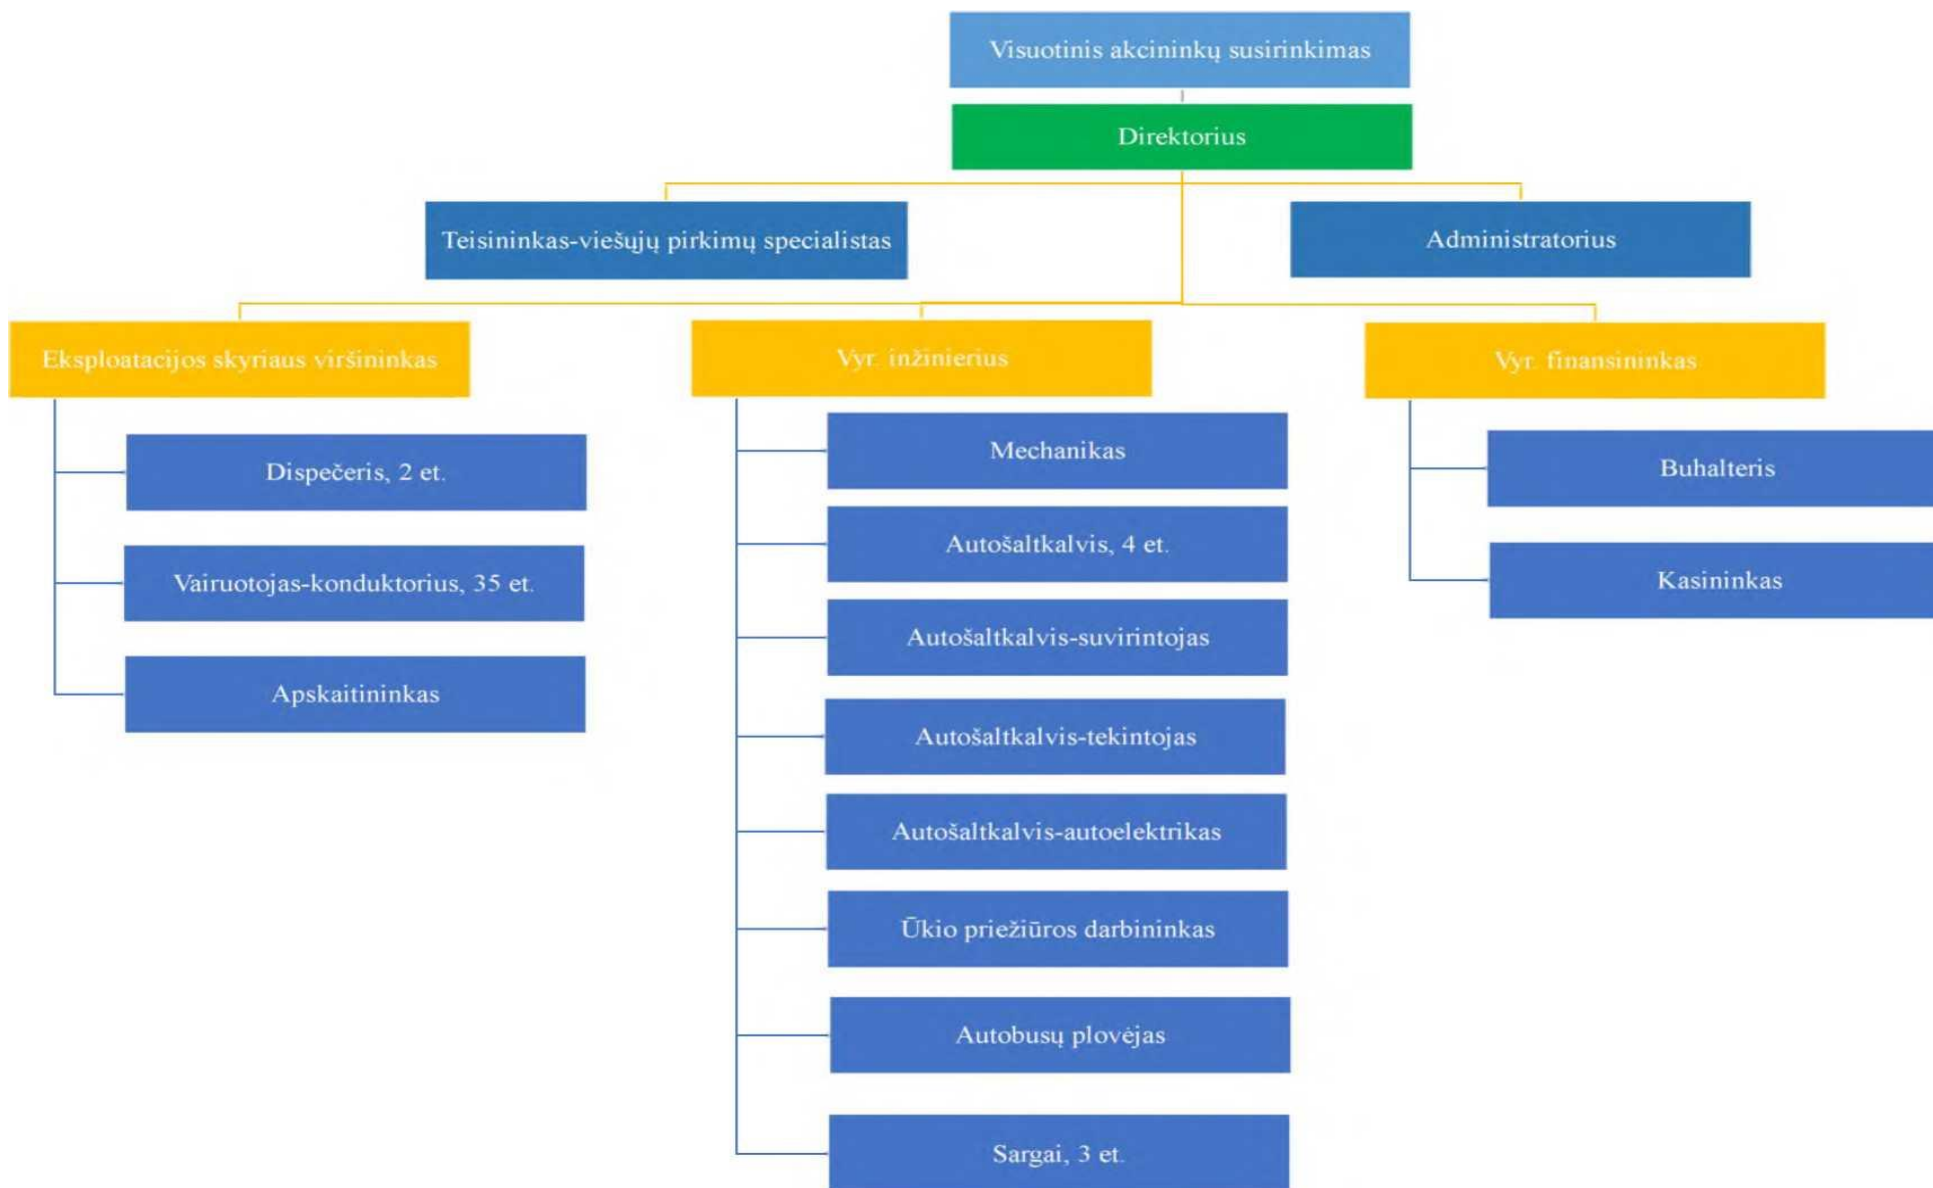 Visuotinis akcininkų susirinkimas
Direktorius
Teisininkas-viešųjų pirkimų specialistas
Administratorius
Eksploatacijos skyriaus viršininkas
Dispečeris, 2 et.
Vairuotojas-konduktorius, 35 et.
Apskaitininkas
Vyr. inžinierius
Mechanikas
Autošaltkalvis, 4 et.
Autošaltkalvis-suvirintojas
Autošaltkalvis-tekintojas
Autošaltkalvis-autoelektrikas
Ūkio priežiūros darbininkas
Autobusų plovėjas
Sargai, 3 et.
Vyr. finansininkas
Buhalteris
Kasininkas